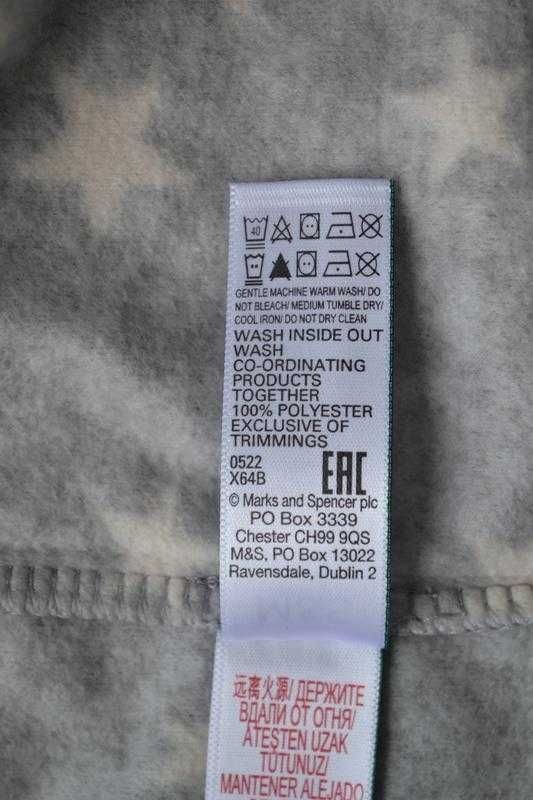 40
GENTLE MACHINE WARM WASH/ DO
NOT BLEACH/ MEDIUM TUMBLE DRY/
COOL IRON/ DO NOT DRY CLEAN
WASH INSIDE OUT
WASH
CO-ORDINATING
PRODUCTS
TOGETHER
100% POLYESTER
EXCLUSIVE OF
TRIMMINGS
0522
X64B
EAC
© Marks and Spencer plc
PO Box 3339
Chester CH99 9QS
M&S, PO Box 13022
Ravensdale, Dublin 2
远离火源/ ДЕРЖИТЕ
ВДАЛИ ОТ ОГНЯ/
ATEŞTEN UZAK
TUTUNUZ/
MANTENER ALEJADO